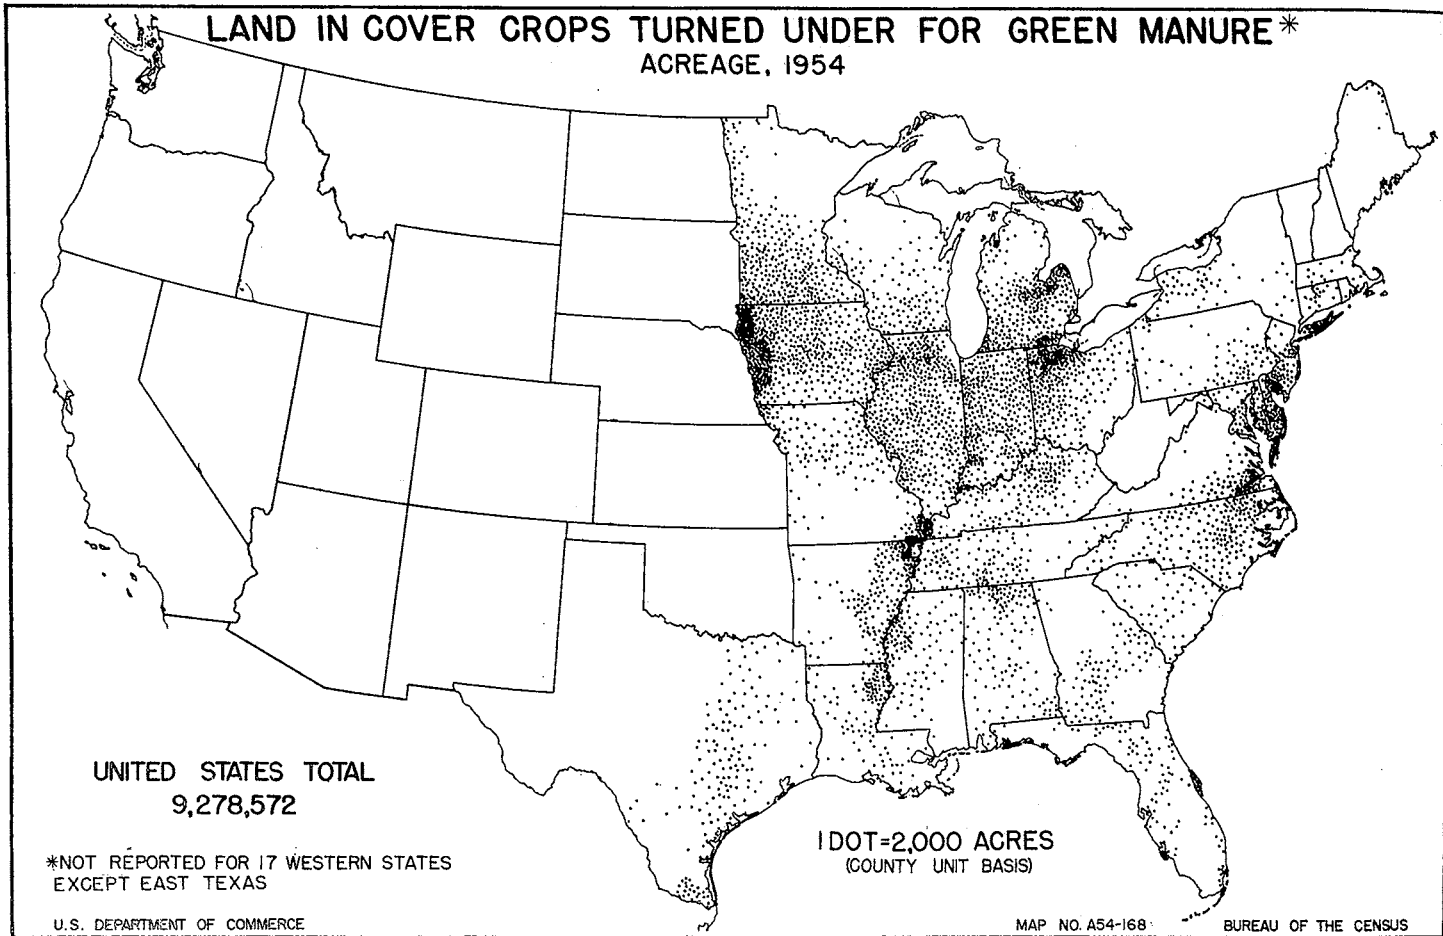 LAND IN COVER CROPS TURNED UNDER FOR GREEN MANURE*
ACREAGE, 1954
UNITED STATES TOTAL
9,278,572
*NOT REPORTED FOR 17 WESTERN STATES
EXCEPT EAST TEXAS
1 DOT=2,000 ACRES
(COUNTY UNIT BASIS)
U.S. DEPARTMENT OF COMMERCE
MAP NO. A54-168
BUREAU OF THE CENSUS